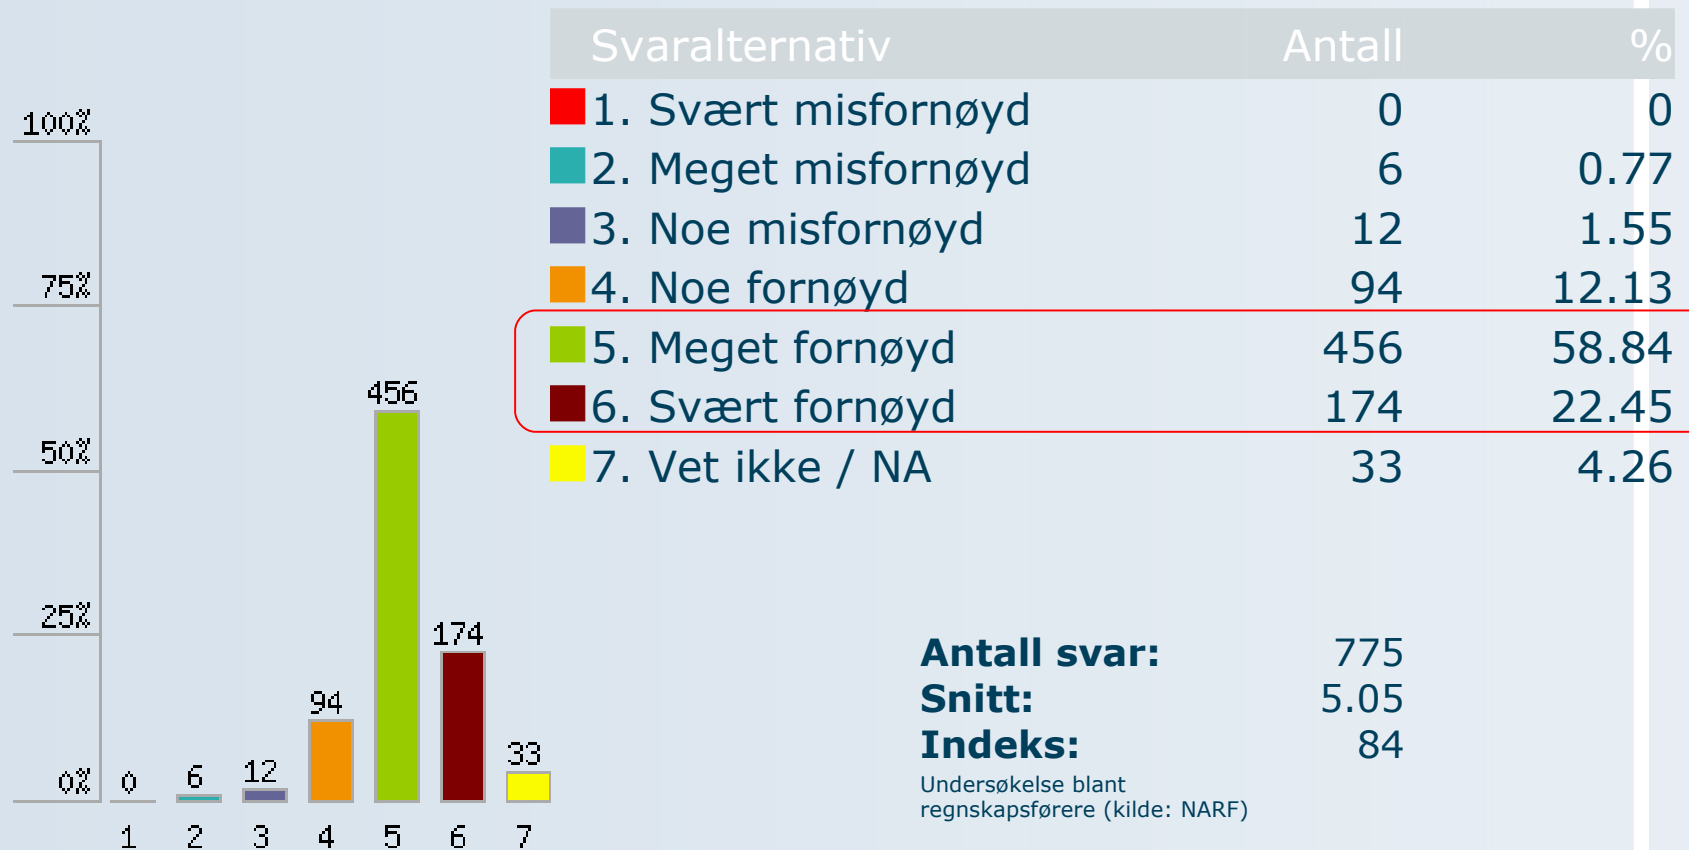 Svaralternativ Antall %
1. Svært misfornøyd 0 0
2. Meget misfornøyd 6 0.77
3. Noe misfornøyd 12 1.55
4. Noe fornøyd 94 12.13
5. Meget fornøyd 456 58.84
6. Svært fornøyd 174 22.45
7. Vet ikke / NA 33 4.26
100%
75%
50%
25%
0%
0 6 12 94 456 174 33
1 2 3 4 5 6 7
Antall svar: 775
Snitt: 5.05
Indeks: 84
Undersøkelse blant
regnskapsførere (kilde: NARF)